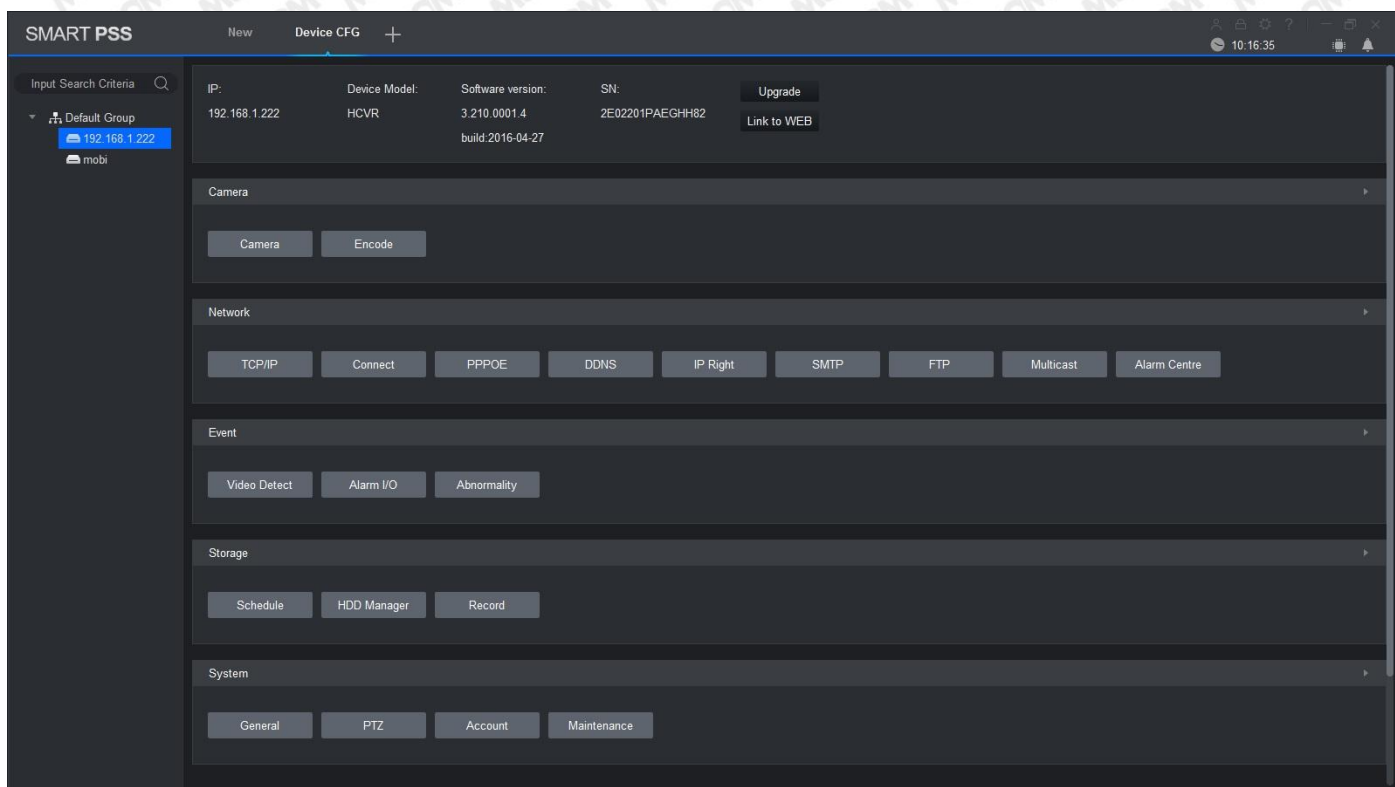 SMART PSS
New
Device CFG
10:16:35
Input Search Criteria
Default Group
192.168.1.222
mobi
IP:
192.168.1.222
Device Model:
HCVR
Software version:
3.210.0001.4
build:2016-04-27
SN:
2E02201PAEGHH82
Upgrade
Link to WEB
Camera
Camera
Encode
Network
TCP/IP
Connect
PPPOE
DDNS
IP Right
SMTP
FTP
Multicast
Alarm Centre
Event
Video Detect
Alarm I/O
Abnormality
Storage
Schedule
HDD Manager
Record
System
General
PTZ
Account
Maintenance